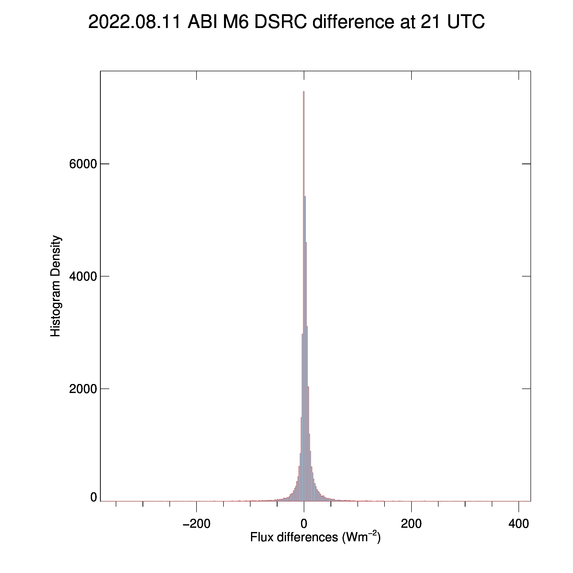 2022.08.11 ABI M6 DSRC difference at 21 UTC
Histogram Density
6000
4000
2000
0
−200
0
200
400
Flux differences (Wm⁻²)